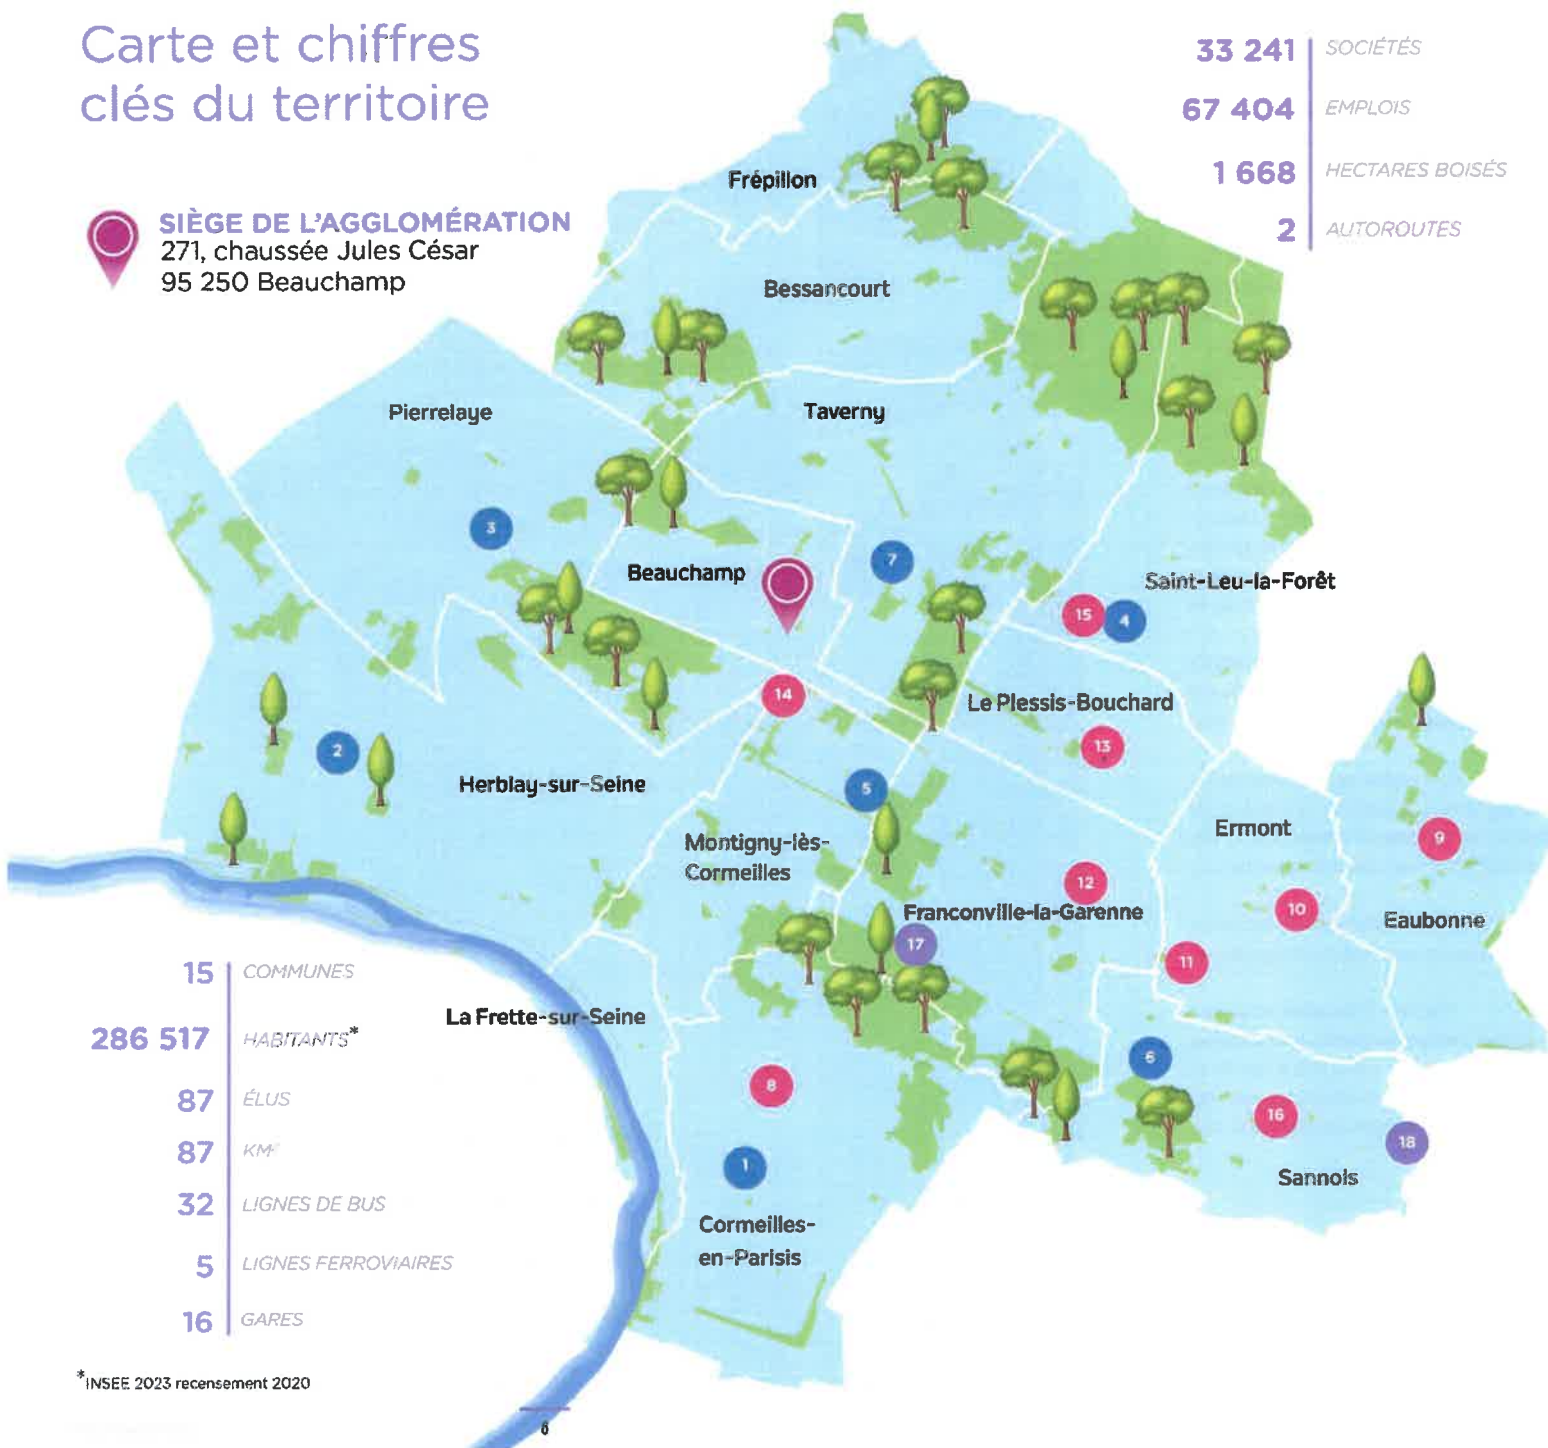 Carte et chiffres
clés du territoire
SIÈGE DE L'AGGLOMÉRATION
271, chaussée Jules César
95 250 Beauchamp
33 241 SOCIÉTÉS
67 404 EMPLOIS
1 668 HECTARES BOISÉS
2 AUTOROUTES
Frépillon
Bessancourt
Pierrelaye
Taverny
3
Beauchamp
7
Saint-Leu-la-Forêt
15
4
14
Le Plessis-Bouchard
13
2
Herblay-sur-Seine
5
Montigny-lès-
Cormeilles
Ermont
9
12
Franconville-la-Garenne
10
Eaubonne
17
11
La Frette-sur-Seine
6
8
16
18
1
Sannois
Cormeilles-
en-Parisis
15 COMMUNES
286 517 HABITANTS*
87 ÉLUS
87 KM²
32 LIGNES DE BUS
5 LIGNES FERROVIAIRES
16 GARES
*INSEE 2023 recensement 2020
6